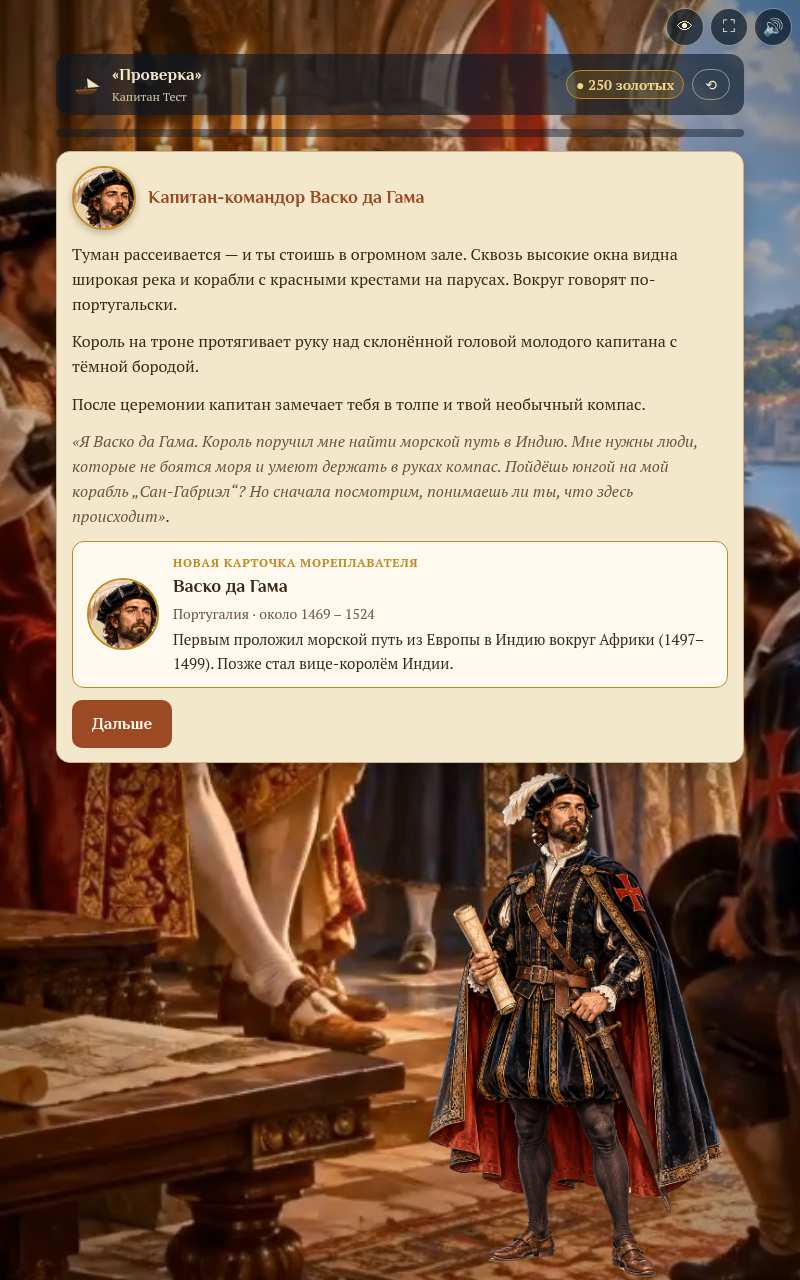 «Проверка»
Капитан Тест
● 250 золотых
Капитан-командор Васко да Гама
Туман рассеивается — и ты стоишь в огромном зале. Сквозь высокие окна видна
широкая река и корабли с красными крестами на парусах. Вокруг говорят по-
португальски.
Король на троне протягивает руку над склонённой головой молодого капитана с
тёмной бородой.
После церемонии капитан замечает тебя в толпе и твой необычный компас.
«Я Васко да Гама. Король поручил мне найти морской путь в Индию. Мне нужны люди,
которые не боятся моря и умеют держать в руках компас. Пойдёшь юнгой на мой
корабль „Сан-Габриэл“? Но сначала посмотрим, понимаешь ли ты, что здесь
происходит».
НОВАЯ КАРТОЧКА МОРЕПЛАВАТЕЛЯ
Васко да Гама
Португалия · около 1469 – 1524
Первым проложил морской путь из Европы в Индию вокруг Африки (1497–
1499). Позже стал вице-королём Индии.
Дальше